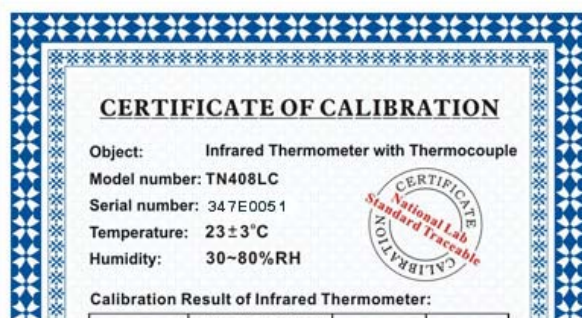 CERTIFICATE OF CALIBRATION
Object: Infrared Thermometer with Thermocouple
Model number: TN408LC
Serial number: 347E0051
Temperature: 23±3°C
Humidity: 30~80%RH
CERTIFICATE
National Lab
Standard Traceable
CALIBRATION
Calibration Result of Infrared Thermometer: